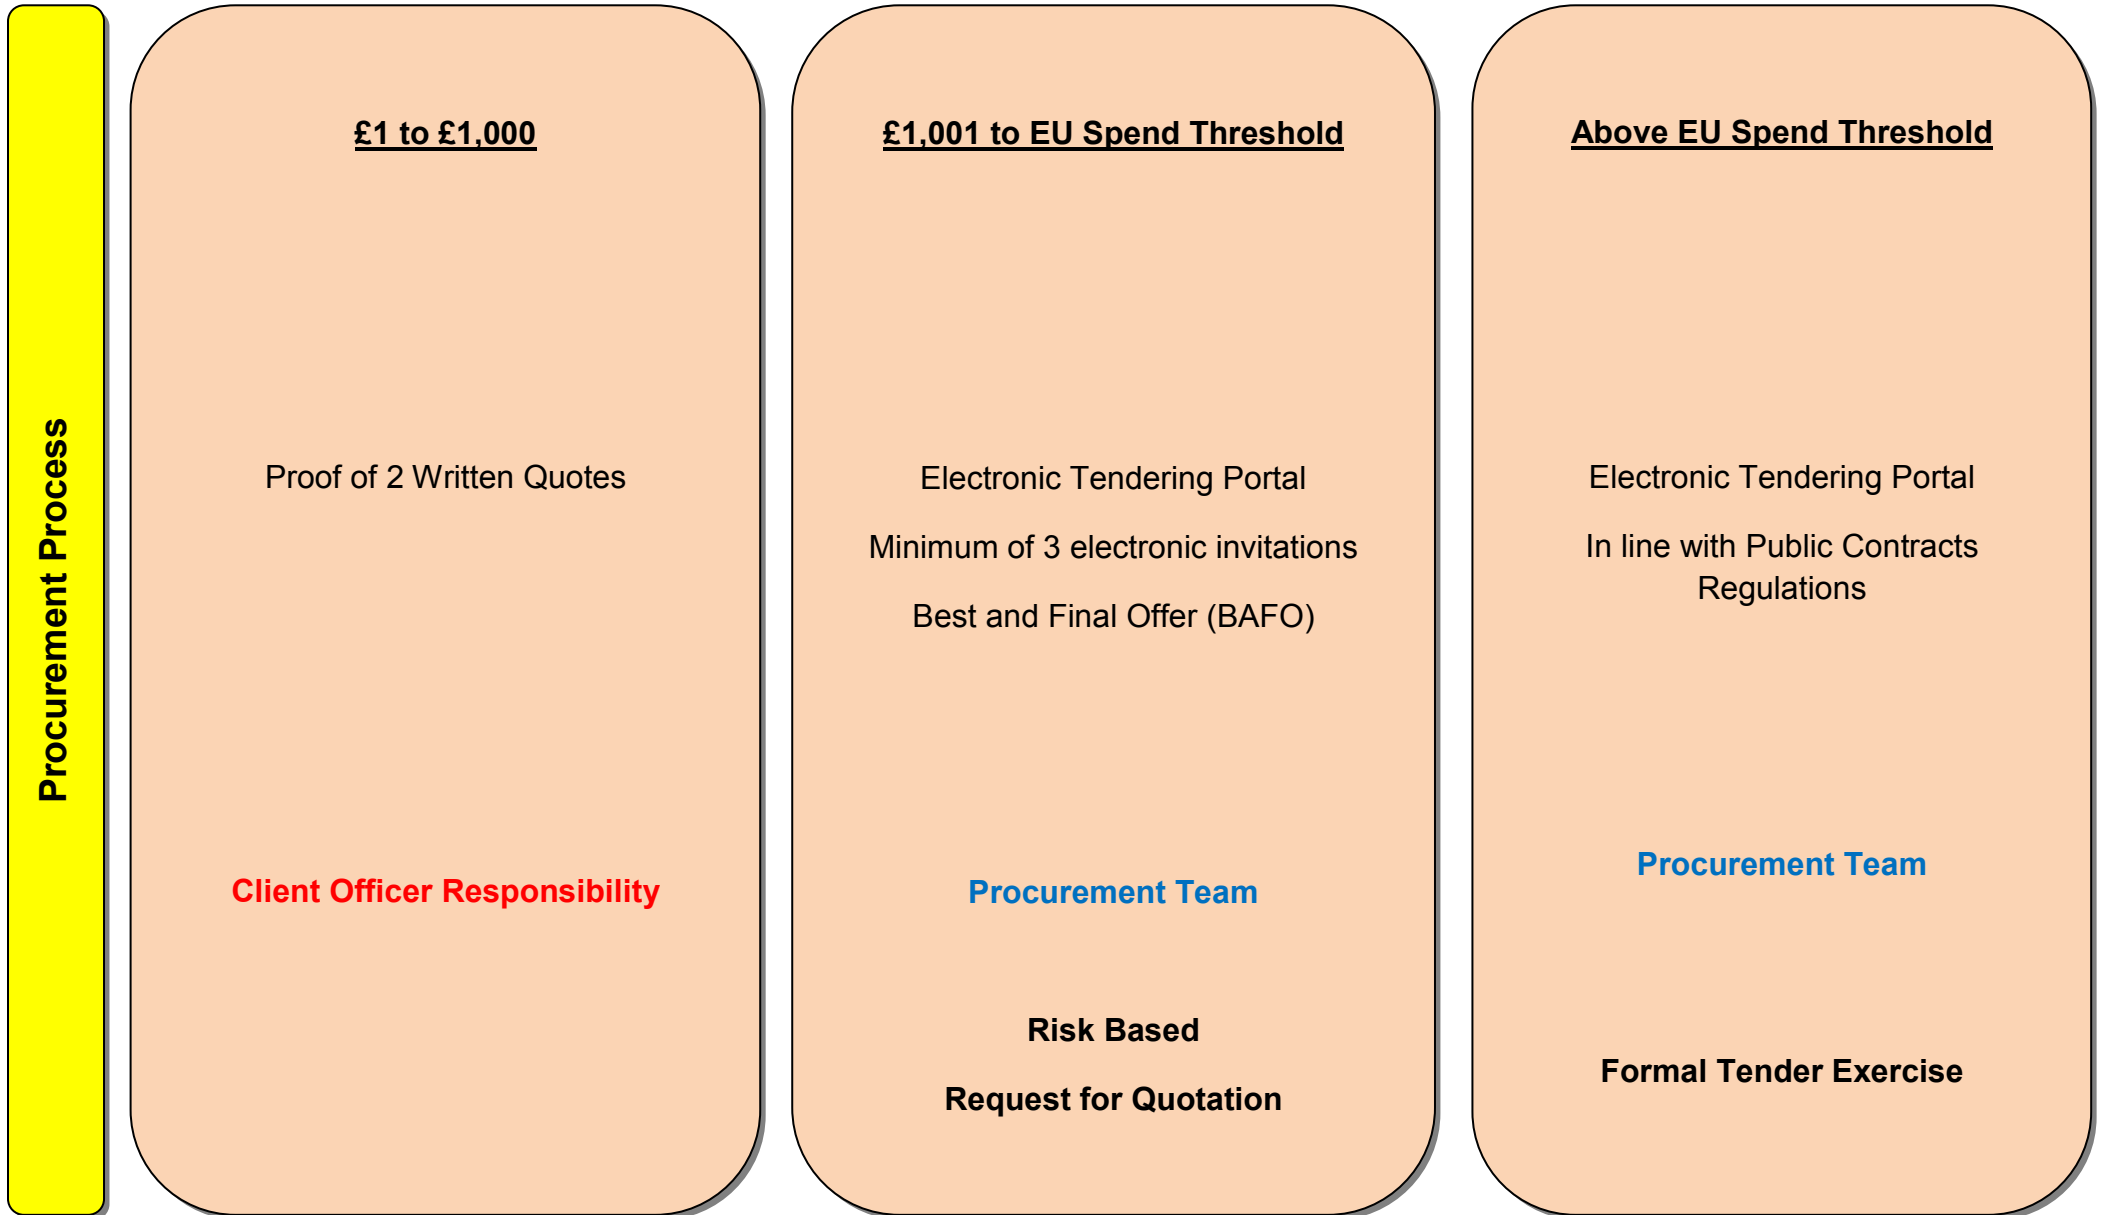 Procurement Process
£1 to £1,000
Proof of 2 Written Quotes
Client Officer Responsibility
£1,001 to EU Spend Threshold
Electronic Tendering Portal
Minimum of 3 electronic invitations
Best and Final Offer (BAFO)
Procurement Team
Risk Based
Request for Quotation
Above EU Spend Threshold
Electronic Tendering Portal
In line with Public Contracts
Regulations
Procurement Team
Formal Tender Exercise